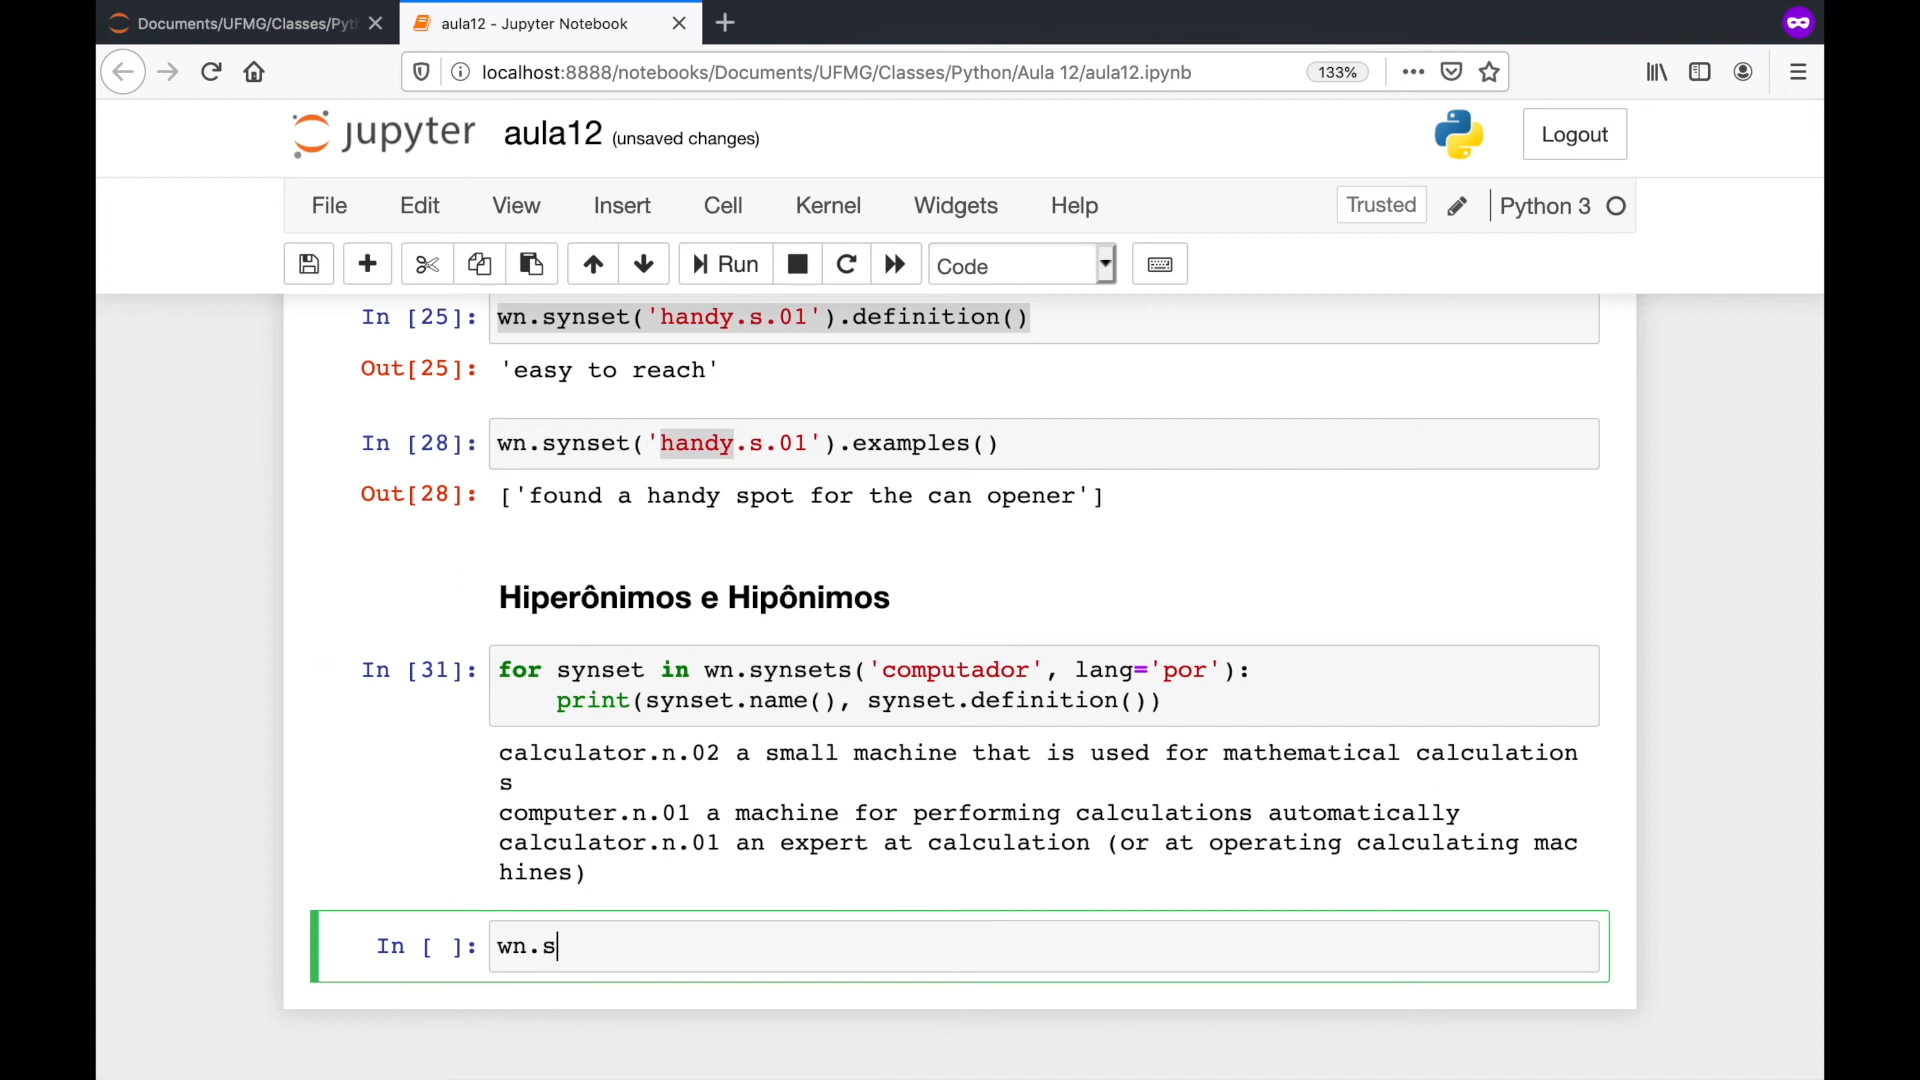 Documents/UFMG/Classes/Pyt
aula12 - Jupyter Notebook
localhost:8888/notebooks/Documents/UFMG/Classes/Python/Aula 12/aula12.ipynb
133%
jupyter
aula12 (unsaved changes)
Logout
File Edit View Insert Cell Kernel Widgets Help
Trusted
Python 3
Run
Code
In [25]: wn.synset('handy.s.01').definition()
Out[25]: 'easy to reach'
In [28]: wn.synset('handy.s.01').examples()
Out[28]: ['found a handy spot for the can opener']
Hiperônimos e Hipônimos
In [31]: for synset in wn.synsets('computador', lang='por'):
print(synset.name(), synset.definition())
calculator.n.02 a small machine that is used for mathematical calculation
s
computer.n.01 a machine for performing calculations automatically
calculator.n.01 an expert at calculation (or at operating calculating mac
hines)
In [ ]: wn.s